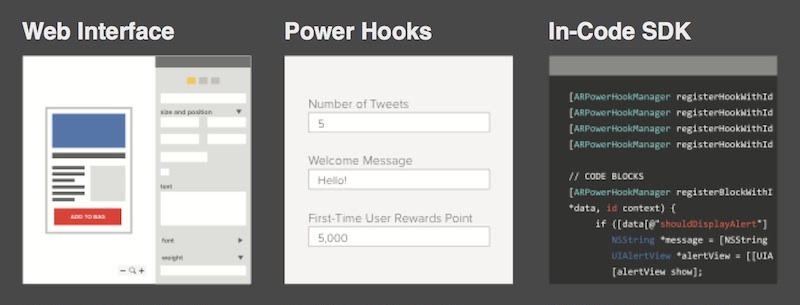 Web Interface
Power Hooks
In-Code SDK
size and position
ADD TO BAG
text
font
weight
Number of Tweets
5
Welcome Message
Hello!
First-Time User Rewards Point
5,000
[ARPowerHookManager registerHookWithId
[ARPowerHookManager registerHookWithId
[ARPowerHookManager registerHookWithId
[ARPowerHookManager registerHookWithId
// CODE BLOCKS
[ARPowerHookManager registerBlockWithI
*data, id context) {
if ([data[@"shouldDisplayAlert"]
NSString *message = [NSString
UIAlertView *alertView = [[UIA
[alertView show];